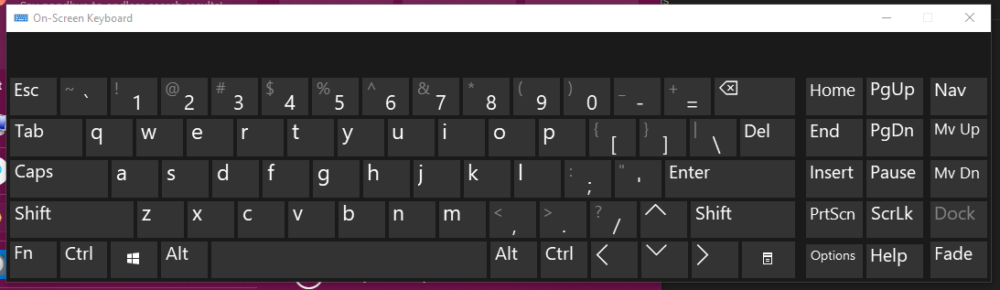 On-Screen Keyboard
Esc ~ ` ! 1 @ 2 # 3 $ 4 % 5 ^ 6 & 7 * 8 ( 9 ) 0 _ - + = Home PgUp Nav
Tab q w e r t y u i o p { [ } ] | \ Del End PgDn Mv Up
Caps a s d f g h j k l : ; " ' Enter Insert Pause Mv Dn
Shift z x c v b n m < , > . ? / Shift PrtScn ScrLk Dock
Fn Ctrl Alt Alt Ctrl Options Help Fade